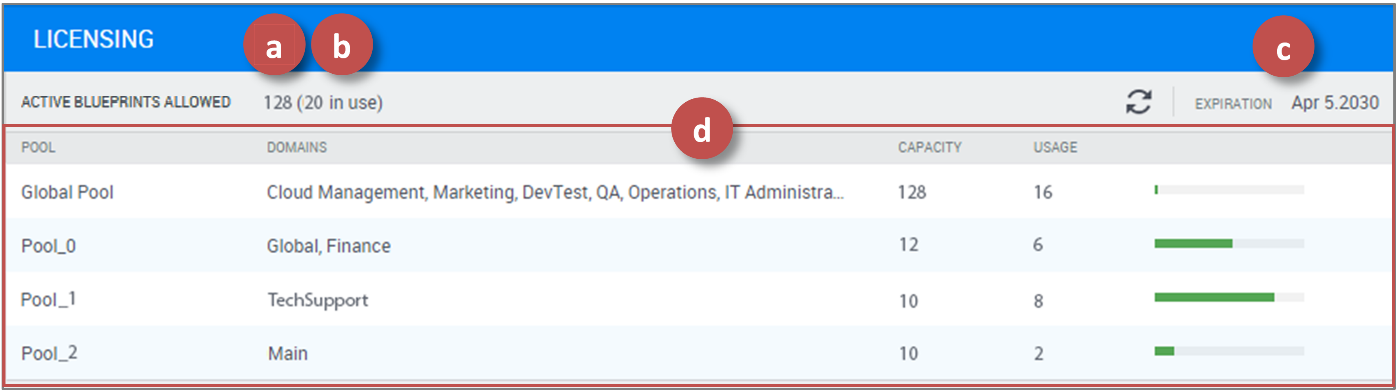 LICENSING a b c
ACTIVE BLUEPRINTS ALLOWED 128 (20 in use) EXPIRATION Apr 5.2030
d
POOL DOMAINS CAPACITY USAGE
Global Pool Cloud Management, Marketing, DevTest, QA, Operations, IT Administra... 128 16
Pool_0 Global, Finance 12 6
Pool_1 TechSupport 10 8
Pool_2 Main 10 2